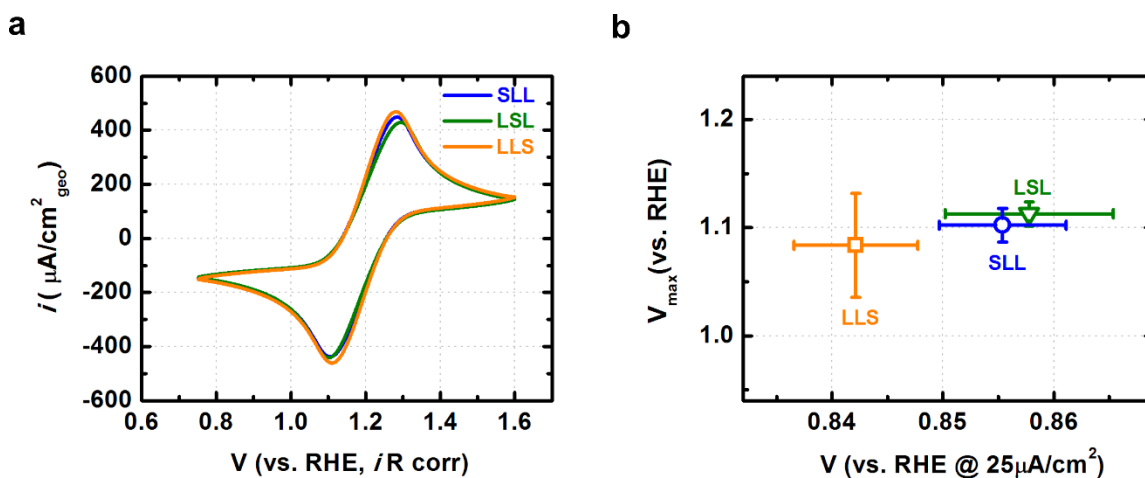 a
600
400
200
0
-200
-400
-600
0.6 0.8 1.0 1.2 1.4 1.6
i ( μA/cm²geo)
V (vs. RHE, i R corr)
SLL
LSL
LLS
b
1.2
1.1
1.0
0.84 0.85 0.86
Vmax(vs. RHE)
V (vs. RHE @ 25μA/cm²)
LSL
SLL
LLS